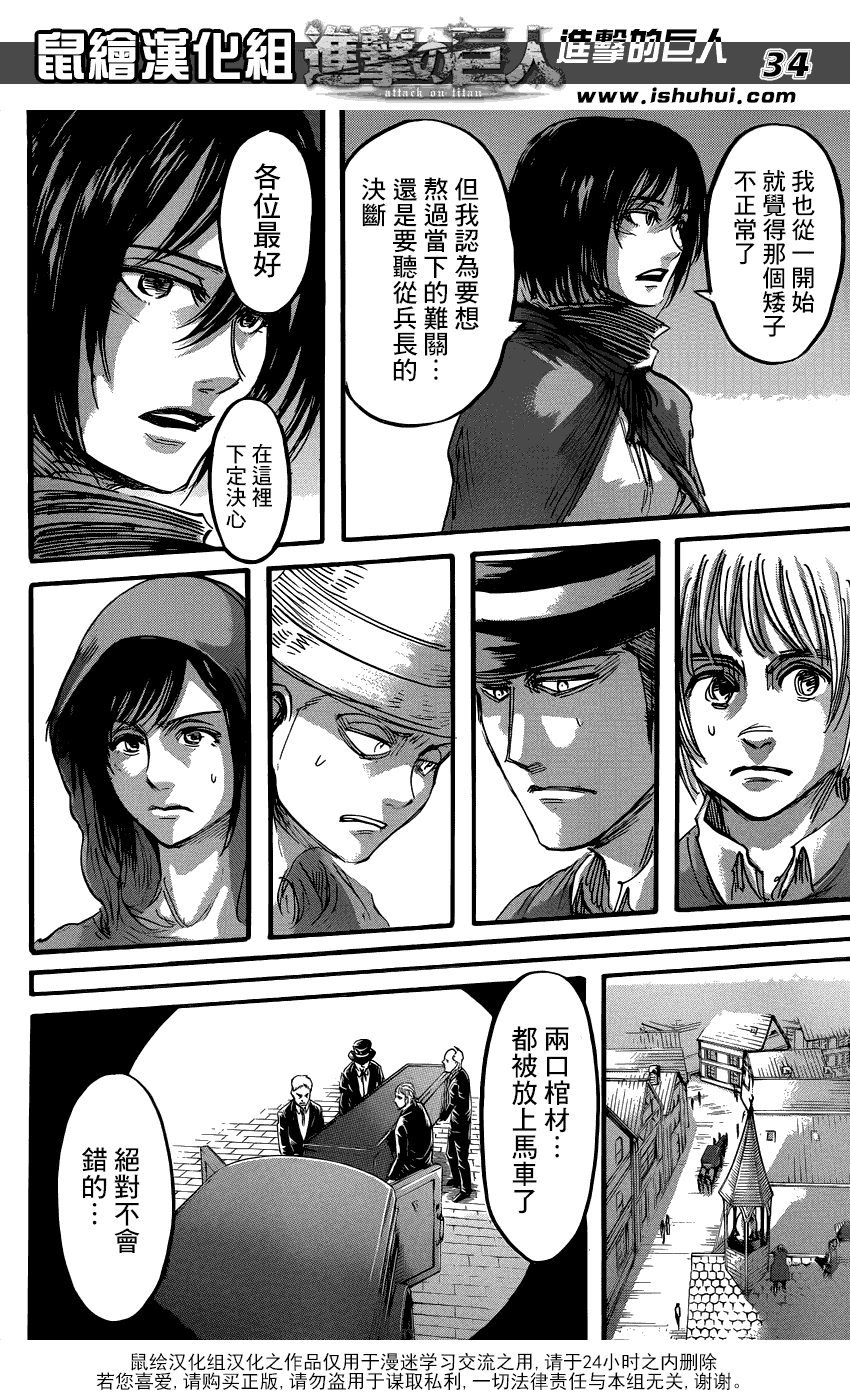 鼠繪漢化組
進撃の巨人
attack on titan
進擊的巨人
34
www.ishuhui.com
我也從一開始
就覺得那個矮子
不正常了
但我認為要想
熬過當下的難關…
還是要聽從兵長的
決斷
各位最好
在這裡
下定決心
兩口棺材…
都被放上馬車了
絕對不會
錯的…
鼠绘汉化组汉化之作品仅用于漫迷学习交流之用, 请于24小时之内删除
若您喜爱, 请购买正版, 请勿盗用于谋取私利, 一切法律责任与本组无关, 谢谢。